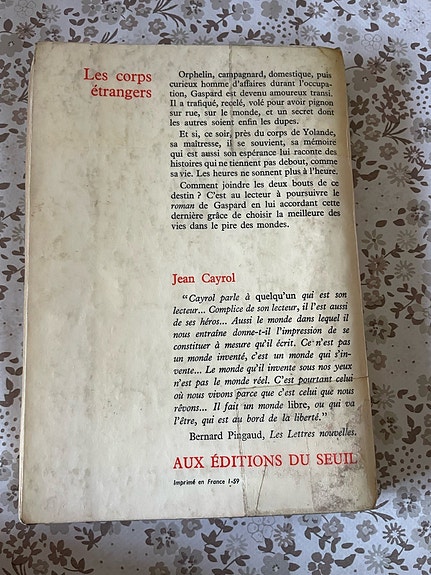 Les corps
étrangers
Orphelin, campagnard, domestique, puis
curieux homme d'affaires durant l'occupa-
tion, Gaspard est devenu amoureux transi.
Il a trafiqué, recelé, volé pour avoir pignon
sur rue, sur le monde, et un secret dont
les autres soient enfin les dupes.
Et si, ce soir, près du corps de Yolande,
sa maîtresse, il se souvient, sa mémoire
qui est aussi son espérance lui raconte des
histoires qui ne tiennent pas debout, comme
sa vie. Les heures ne sonnent plus à l'heure.
Comment joindre les deux bouts de ce
destin ? C'est au lecteur à poursuivre le
roman de Gaspard en lui accordant cette
dernière grâce de choisir la meilleure des
vies dans le pire des mondes.
Jean Cayrol
"Cayrol parle à quelqu'un qui est son
lecteur... Complice de son lecteur, il l'est aussi
de ses héros... Aussi le monde dans lequel il
nous entraîne donne-t-il l'impression de se
constituer à mesure qu'il écrit. Ce n'est pas
un monde inventé, c'est un monde qui s'in-
vente... Le monde qu'il invente sous nos yeux
n'est pas le monde réel. C'est pourtant celui
où nous vivons parce que c'est celui que nous
rêvons... Il fait un monde libre, ou qui va
l'être, qui est au bord de la liberté."
Bernard Pingaud, Les Lettres nouvelles.
AUX ÉDITIONS DU SEUIL
Imprimé en France 1-59